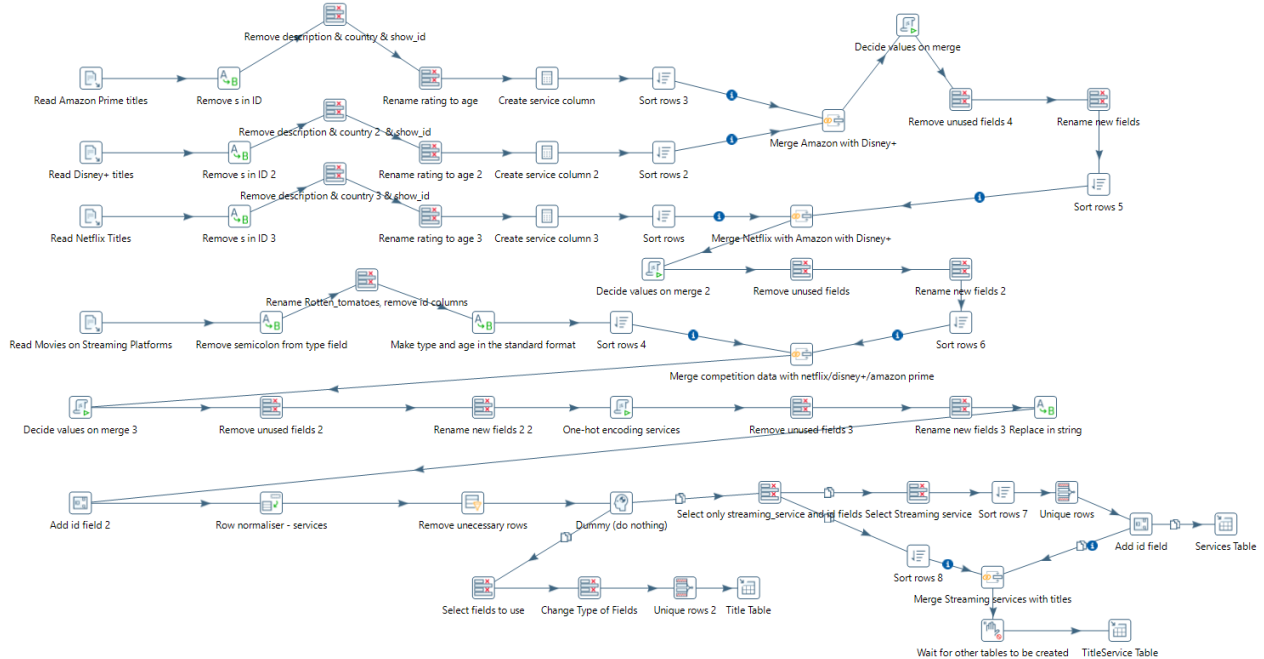 Remove description & country & show_id
Decide values on merge
Read Amazon Prime titles
Remove s in ID
Rename rating to age
Create service column
Sort rows 3
Remove unused fields 4
Rename new fields
Remove description & country 2 & show_id
Merge Amazon with Disney+
Read Disney+ titles
Remove s in ID 2
Rename rating to age 2
Create service column 2
Sort rows 2
Remove description & country 3 & show_id
Sort rows 5
Read Netflix Titles
Remove s in ID 3
Rename rating to age 3
Create service column 3
Sort rows
Merge Netflix with Amazon with Disney+
Decide values on merge 2
Remove unused fields
Rename new fields 2
Rename Rotten_tomatoes, remove Id columns
Read Movies on Streaming Platforms
Remove semicolon from type field
Make type and age in the standard format
Sort rows 4
Sort rows 6
Merge competition data with netflix/disney+/amazon prime
Decide values on merge 3
Remove unused fields 2
Rename new fields 2 2
One-hot encoding services
Remove unused fields 3
Rename new fields 3
Replace in string
Add id field 2
Row normaliser - services
Remove unecessary rows
Dummy (do nothing)
Select only streaming_service and id fields
Select Streaming service
Sort rows 7
Unique rows
Add id field
Services Table
Sort rows 8
Merge Streaming services with titles
Select fields to use
Change Type of Fields
Unique rows 2
Title Table
Wait for other tables to be created
TitleService Table